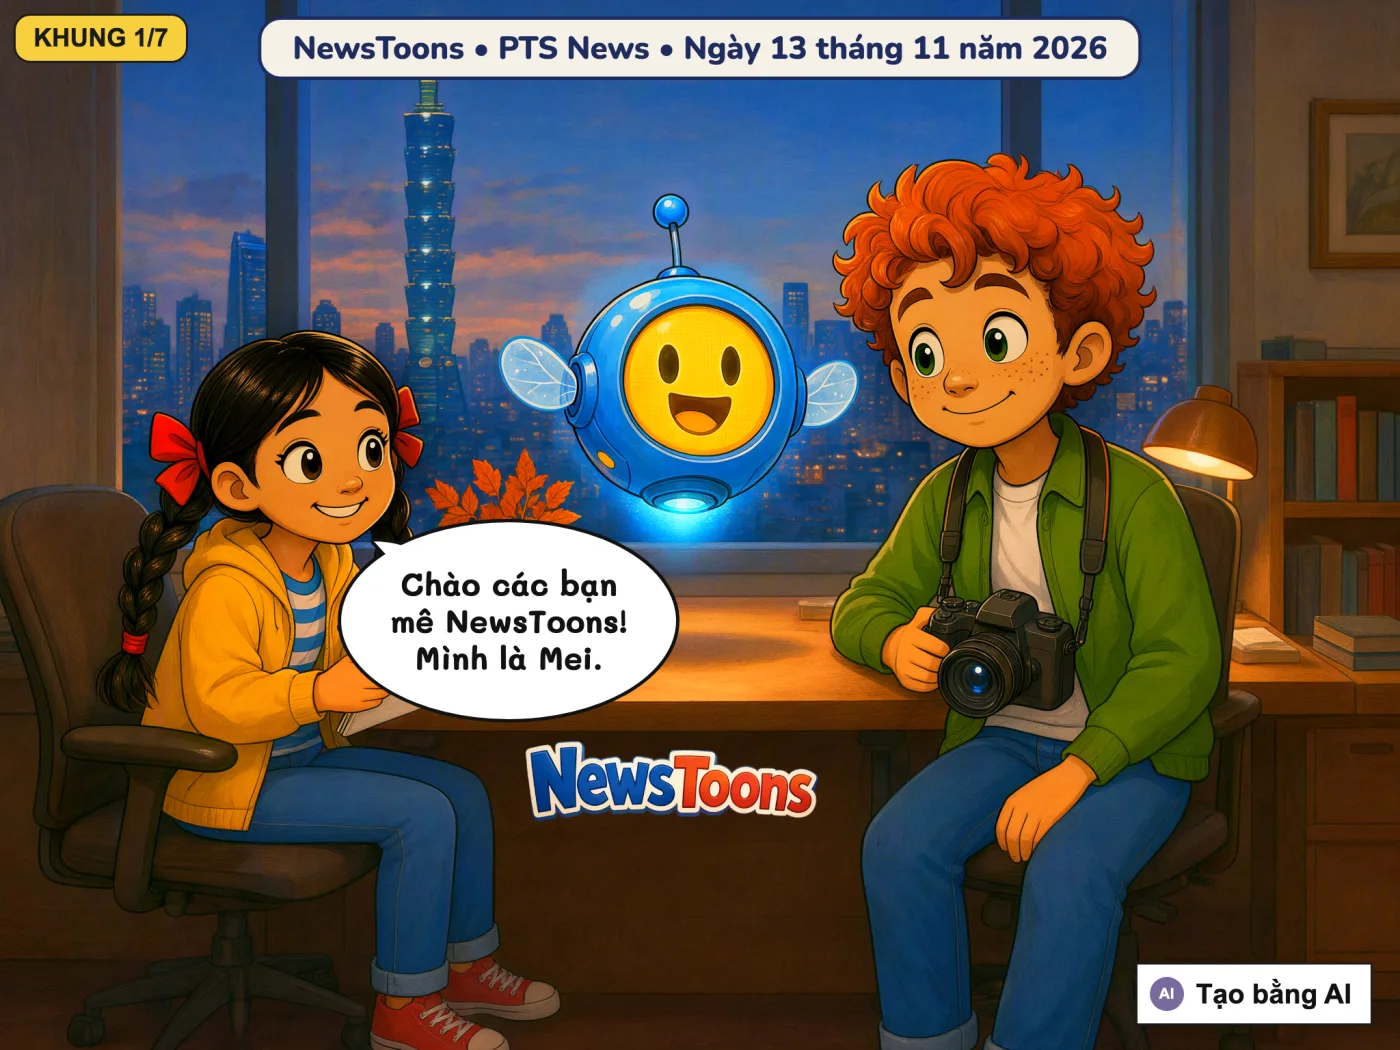 KHUNG 1/7
NewsToons • PTS News • Ngày 13 tháng 11 năm 2026
Chào các bạn
mê NewsToons!
Mình là Mei.
NewsToons
AI Tạo bằng AI